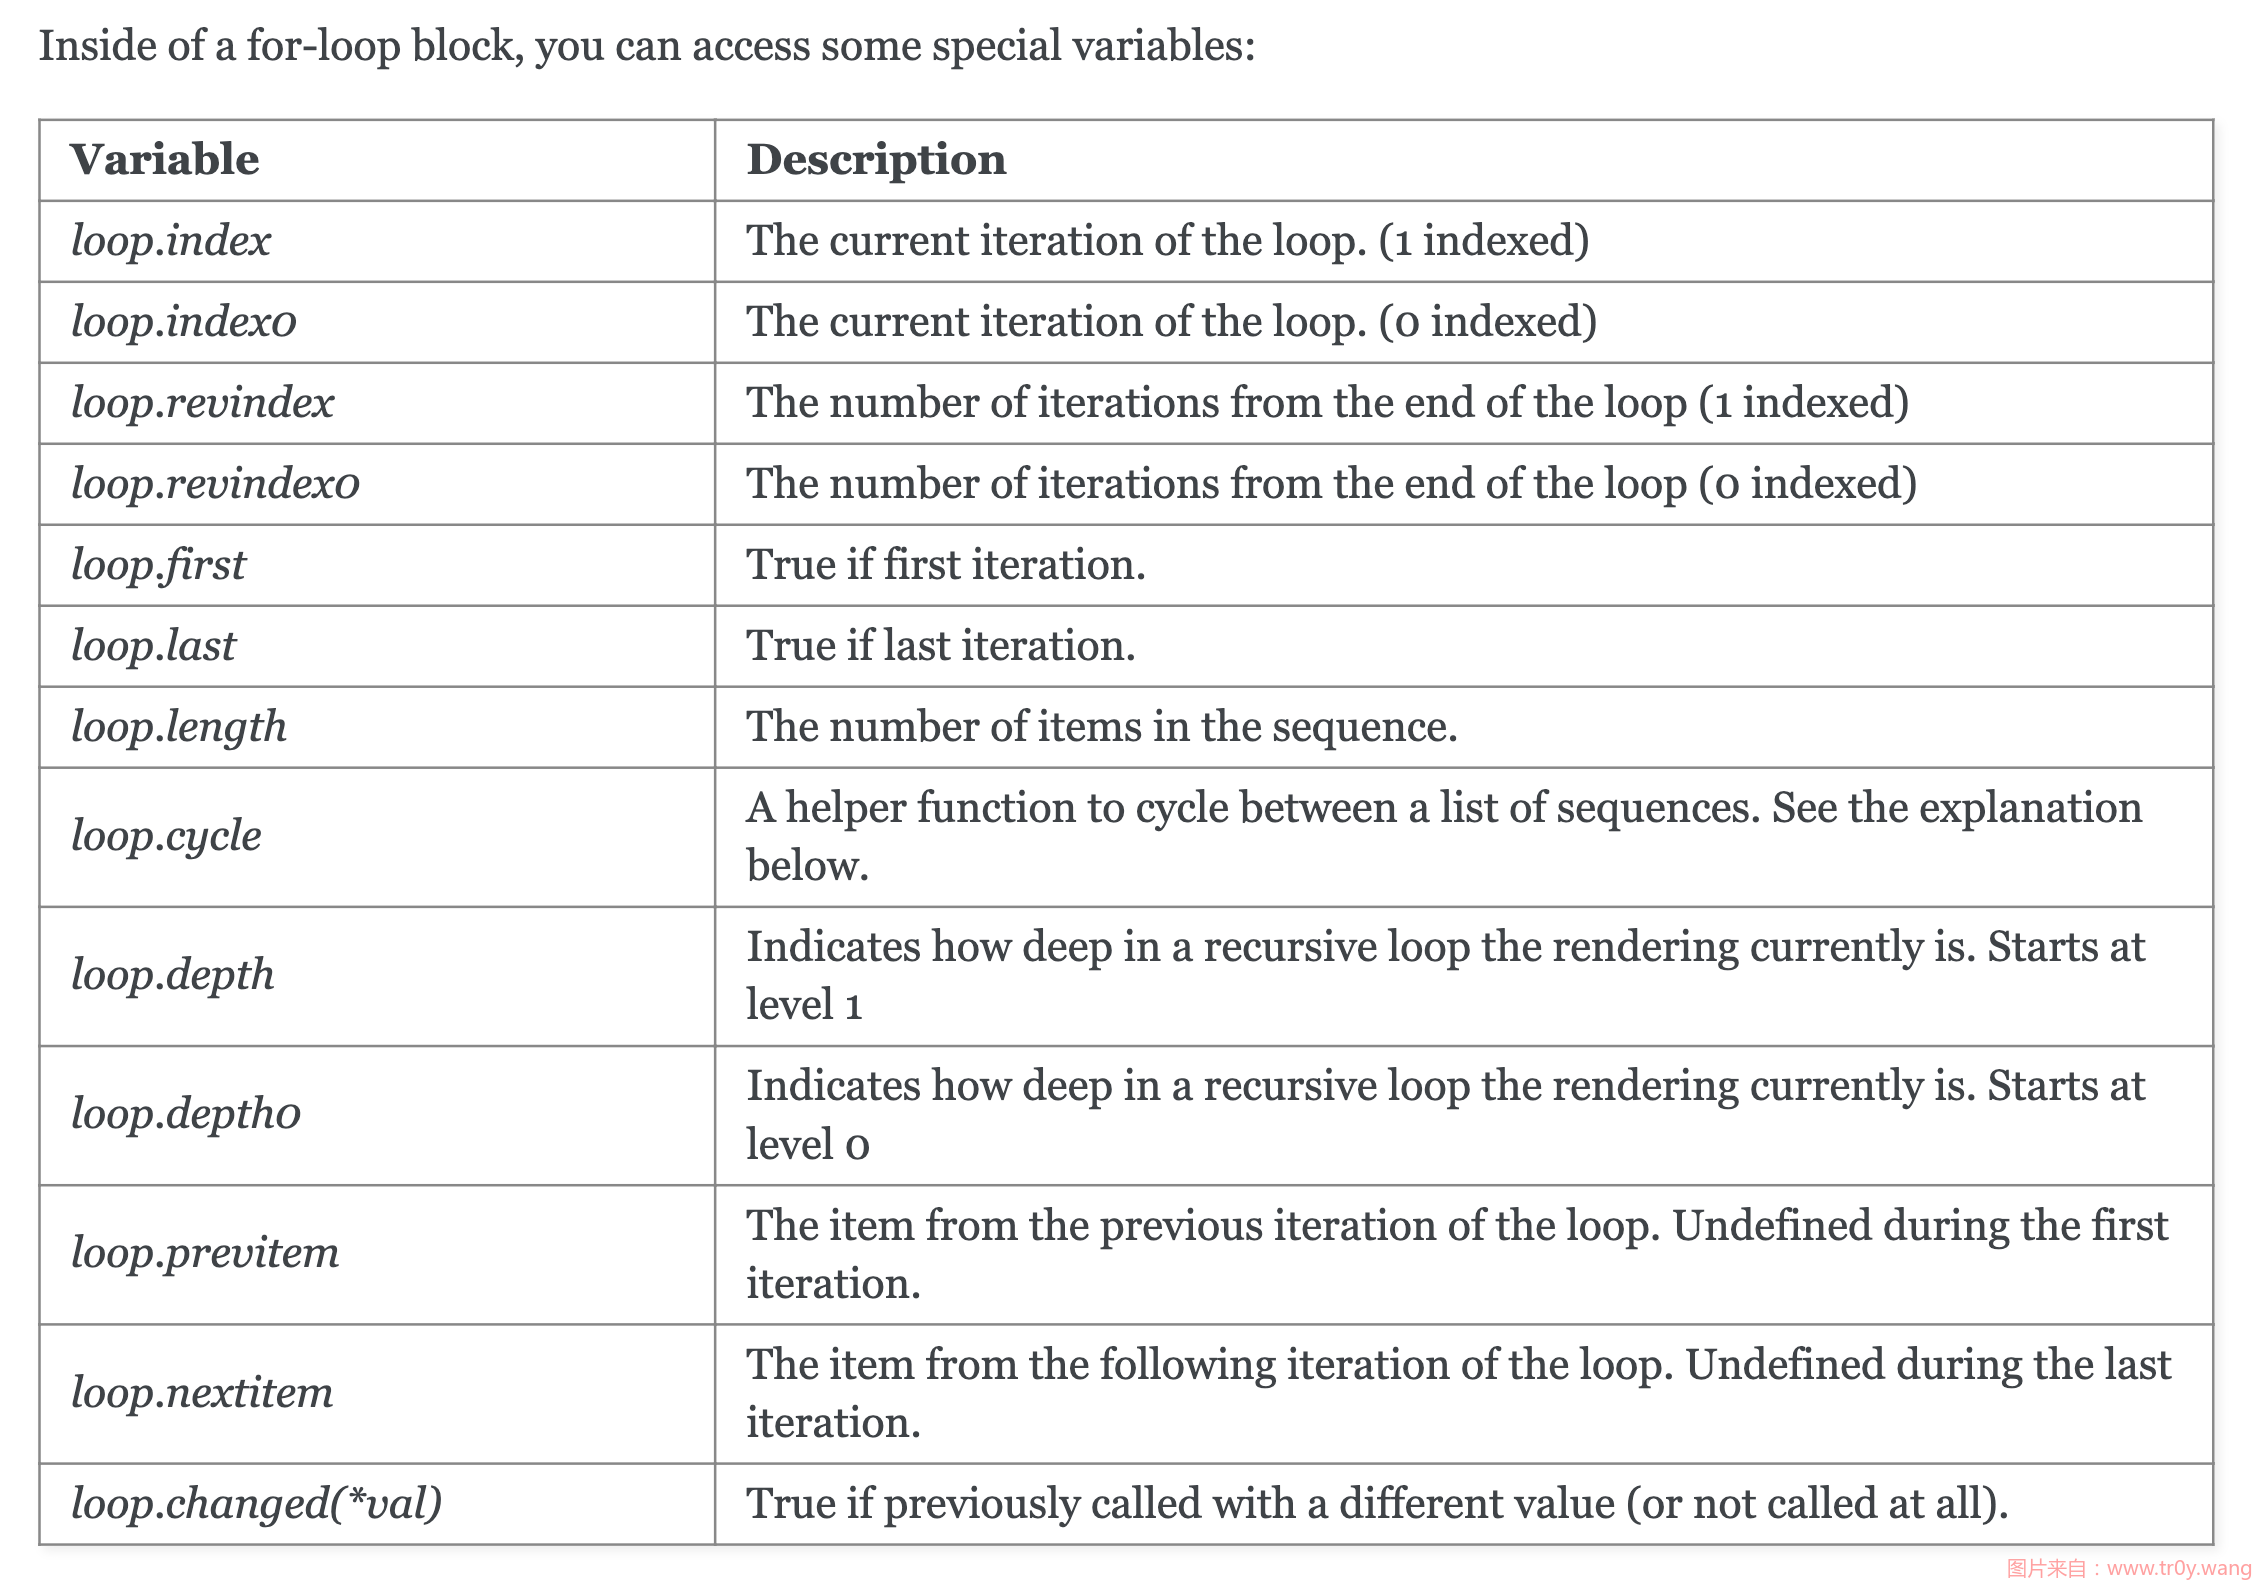 Inside of a for-loop block, you can access some special variables:
Variable Description
loop.index The current iteration of the loop. (1 indexed)
loop.index0 The current iteration of the loop. (0 indexed)
loop.revindex The number of iterations from the end of the loop (1 indexed)
loop.revindex0 The number of iterations from the end of the loop (0 indexed)
loop.first True if first iteration.
loop.last True if last iteration.
loop.length The number of items in the sequence.
loop.cycle A helper function to cycle between a list of sequences. See the explanation
below.
loop.depth Indicates how deep in a recursive loop the rendering currently is. Starts at
level 1
loop.depth0 Indicates how deep in a recursive loop the rendering currently is. Starts at
level 0
loop.previtem The item from the previous iteration of the loop. Undefined during the first
iteration.
loop.nextitem The item from the following iteration of the loop. Undefined during the last
iteration.
loop.changed(*val) True if previously called with a different value (or not called at all).
图片来自：www.tr0y.wang